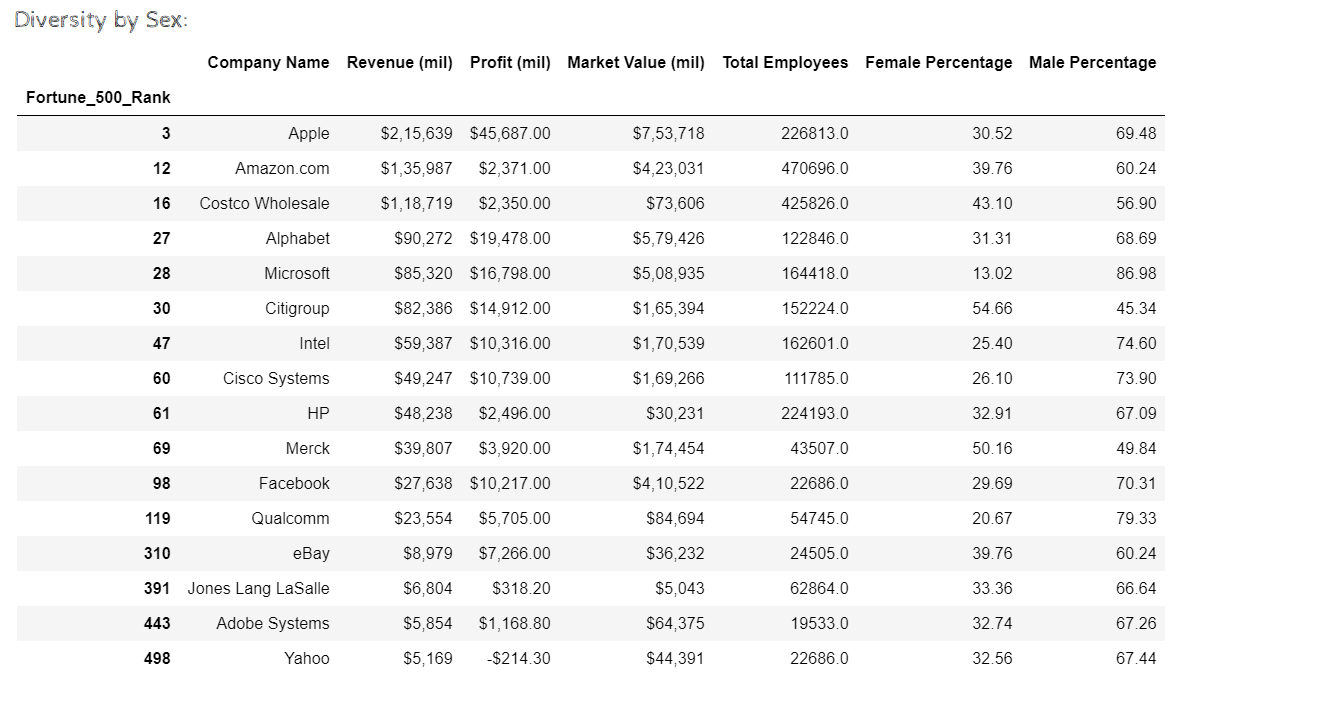 Diversity by Sex:
Company Name Revenue (mil) Profit (mil) Market Value (mil) Total Employees Female Percentage Male Percentage
Fortune_500_Rank
3 Apple $2,15,639 $45,687.00 $7,53,718 226813.0 30.52 69.48
12 Amazon.com $1,35,987 $2,371.00 $4,23,031 470696.0 39.76 60.24
16 Costco Wholesale $1,18,719 $2,350.00 $73,606 425826.0 43.10 56.90
27 Alphabet $90,272 $19,478.00 $5,79,426 122846.0 31.31 68.69
28 Microsoft $85,320 $16,798.00 $5,08,935 164418.0 13.02 86.98
30 Citigroup $82,386 $14,912.00 $1,65,394 152224.0 54.66 45.34
47 Intel $59,387 $10,316.00 $1,70,539 162601.0 25.40 74.60
60 Cisco Systems $49,247 $10,739.00 $1,69,266 111785.0 26.10 73.90
61 HP $48,238 $2,496.00 $30,231 224193.0 32.91 67.09
69 Merck $39,807 $3,920.00 $1,74,454 43507.0 50.16 49.84
98 Facebook $27,638 $10,217.00 $4,10,522 22686.0 29.69 70.31
119 Qualcomm $23,554 $5,705.00 $84,694 54745.0 20.67 79.33
310 eBay $8,979 $7,266.00 $36,232 24505.0 39.76 60.24
391 Jones Lang LaSalle $6,804 $318.20 $5,043 62864.0 33.36 66.64
443 Adobe Systems $5,854 $1,168.80 $64,375 19533.0 32.74 67.26
498 Yahoo $5,169 -$214.30 $44,391 22686.0 32.56 67.44